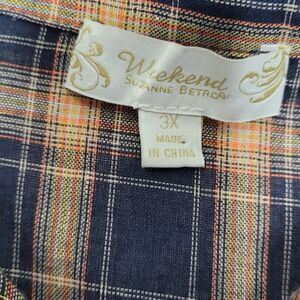 Weekend
SUZANNE BETRO
3X
MADE
IN CHINA